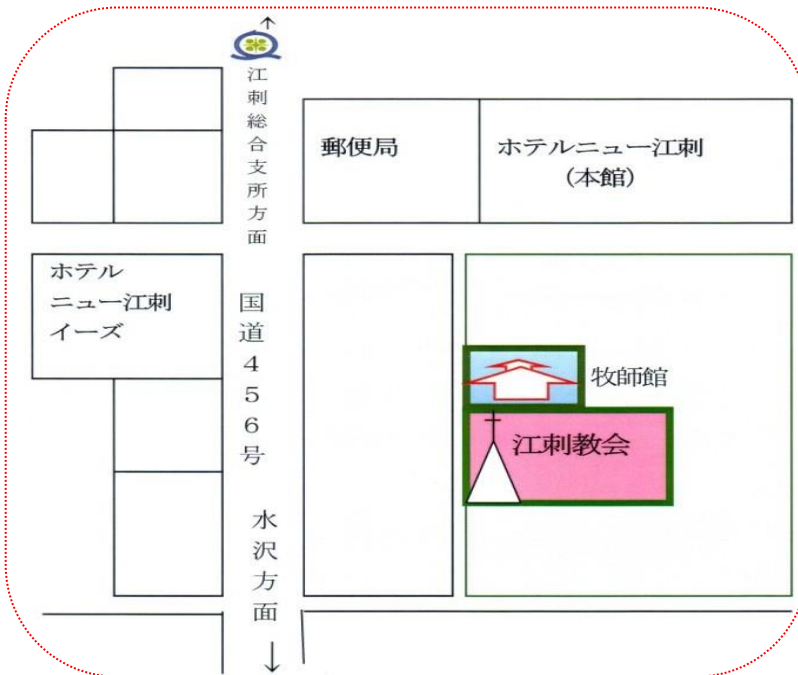 ↑
江刺総合支所方面
郵便局
ホテルニュー江刺
(本館)
ホテル
ニュー江刺
イーズ
国道456号
牧師館
江刺教会
水沢方面
↓